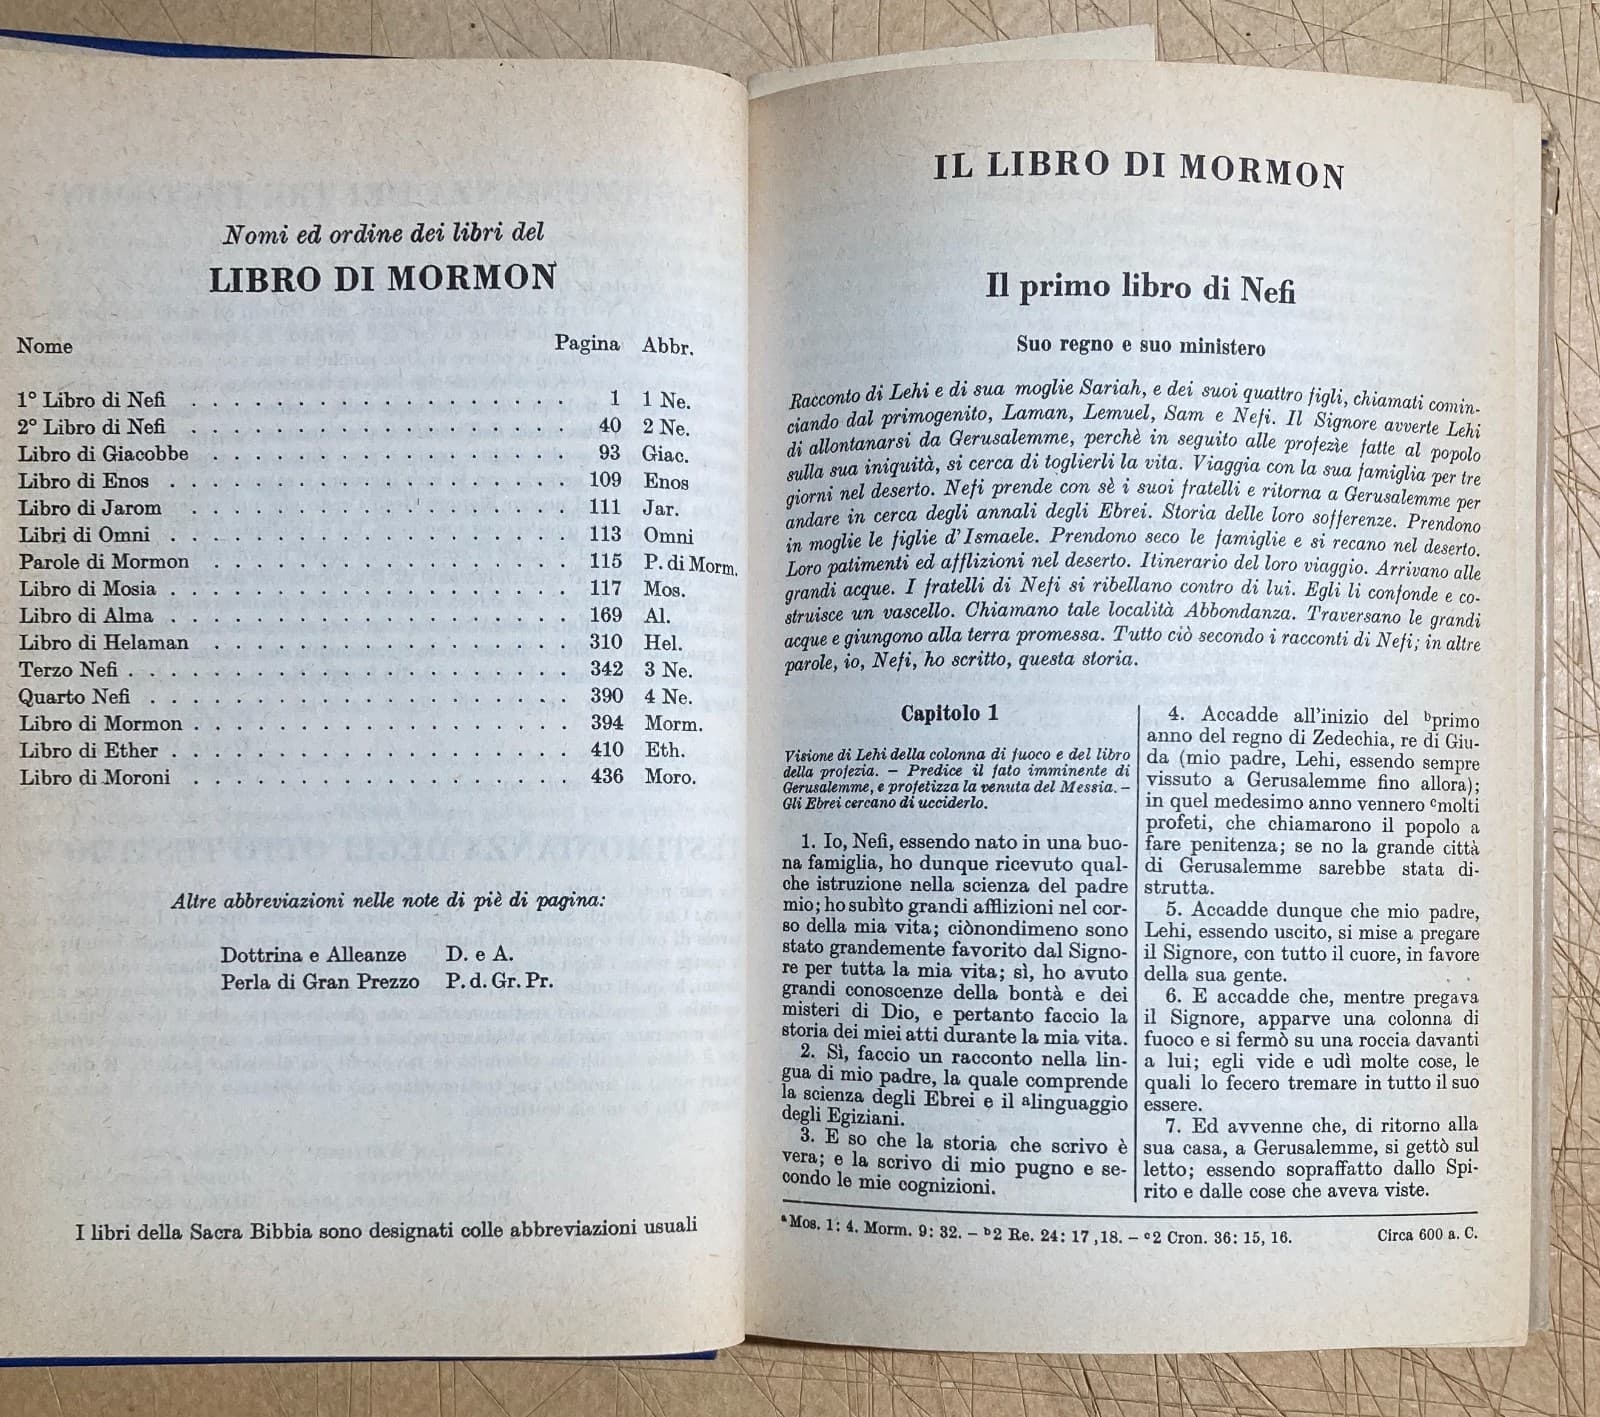 Nomi ed ordine dei libri del
LIBRO DI MORMON
Nome Pagina Abbr.
1° Libro di Nefi . . . . . . . . . . . . . . . . . 1 1 Ne.
2° Libro di Nefi . . . . . . . . . . . . . . . . . 40 2 Ne.
Libro di Giacobbe . . . . . . . . . . . . . . . . 93 Giac.
Libro di Enos . . . . . . . . . . . . . . . . . . 109 Enos
Libro di Jarom . . . . . . . . . . . . . . . . . 111 Jar.
Libri di Omni . . . . . . . . . . . . . . . . . . 113 Omni
Parole di Mormon . . . . . . . . . . . . . . . . 115 P. di Morm.
Libro di Mosia . . . . . . . . . . . . . . . . . . 117 Mos.
Libro di Alma . . . . . . . . . . . . . . . . . . 169 Al.
Libro di Helaman . . . . . . . . . . . . . . . . 310 Hel.
Terzo Nefi . . . . . . . . . . . . . . . . . . . . 342 3 Ne.
Quarto Nefi . . . . . . . . . . . . . . . . . . . 390 4 Ne.
Libro di Mormon . . . . . . . . . . . . . . . . . 394 Morm.
Libro di Ether . . . . . . . . . . . . . . . . . . 410 Eth.
Libro di Moroni . . . . . . . . . . . . . . . . . 436 Moro.
Altre abbreviazioni nelle note di piè di pagina:
Dottrina e Alleanze D. e A.
Perla di Gran Prezzo P. d. Gr. Pr.
I libri della Sacra Bibbia sono designati colle abbreviazioni usuali
IL LIBRO DI MORMON
Il primo libro di Nefi
Suo regno e suo ministero
Racconto di Lehi e di sua moglie Sariah, e dei suoi quattro figli, chiamati comin-
ciando dal primogenito, Laman, Lemuel, Sam e Nefi. Il Signore avverte Lehi
di allontanarsi da Gerusalemme, perchè in seguito alle profezìe fatte al popolo
sulla sua iniquità, si cerca di toglierli la vita. Viaggia con la sua famiglia per tre
giorni nel deserto. Nefi prende con sè i suoi fratelli e ritorna a Gerusalemme per
andare in cerca degli annali degli Ebrei. Storia delle loro sofferenze. Prendono
in moglie le figlie d'Ismaele. Prendono seco le famiglie e si recano nel deserto.
Loro patimenti ed afflizioni nel deserto. Itinerario del loro viaggio. Arrivano alle
grandi acque. I fratelli di Nefi si ribellano contro di lui. Egli li confonde e co-
struisce un vascello. Chiamano tale località Abbondanza. Traversano le grandi
acque e giungono alla terra promessa. Tutto ciò secondo i racconti di Nefi; in altre
parole, io, Nefi, ho scritto, questa storia.
Capitolo 1
Visione di Lehi della colonna di fuoco e del libro
della profezia. – Predice il fato imminente di
Gerusalemme, e profetizza la venuta del Messia. –
Gli Ebrei cercano di ucciderlo.
1. Io, Nefi, essendo nato in una buo-
na famiglia, ho dunque ricevuto qual-
che istruzione nella scienza del padre
mio; ho subìto grandi afflizioni nel cor-
so della mia vita; ciònondimeno sono
stato grandemente favorito dal Signo-
re per tutta la mia vita; sì, ho avuto
grandi conoscenze della bontà e dei
misteri di Dio, e pertanto faccio la
storia dei miei atti durante la mia vita.
2. Sì, faccio un racconto nella lin-
gua di mio padre, la quale comprende
la scienza degli Ebrei e il ᵃlinguaggio
degli Egiziani.
3. E so che la storia che scrivo è
vera; e la scrivo di mio pugno e se-
condo le mie cognizioni.
4. Accadde all'inizio del ᵇprimo
anno del regno di Zedechia, re di Giu-
da (mio padre, Lehi, essendo sempre
vissuto a Gerusalemme fino allora);
in quel medesimo anno vennero ᶜmolti
profeti, che chiamarono il popolo a
fare penitenza; se no la grande città
di Gerusalemme sarebbe stata di-
strutta.
5. Accadde dunque che mio padre,
Lehi, essendo uscito, si mise a pregare
il Signore, con tutto il cuore, in favore
della sua gente.
6. E accadde che, mentre pregava
il Signore, apparve una colonna di
fuoco e si fermò su una roccia davanti
a lui; egli vide e udì molte cose, le
quali lo fecero tremare in tutto il suo
essere.
7. Ed avvenne che, di ritorno alla
sua casa, a Gerusalemme, si gettò sul
letto; essendo sopraffatto dallo Spi-
rito e dalle cose che aveva viste.
ᵃMos. 1: 4. Morm. 9: 32. – ᵇ2 Re. 24: 17 ,18. – ᶜ2 Cron. 36: 15, 16. Circa 600 a. C.